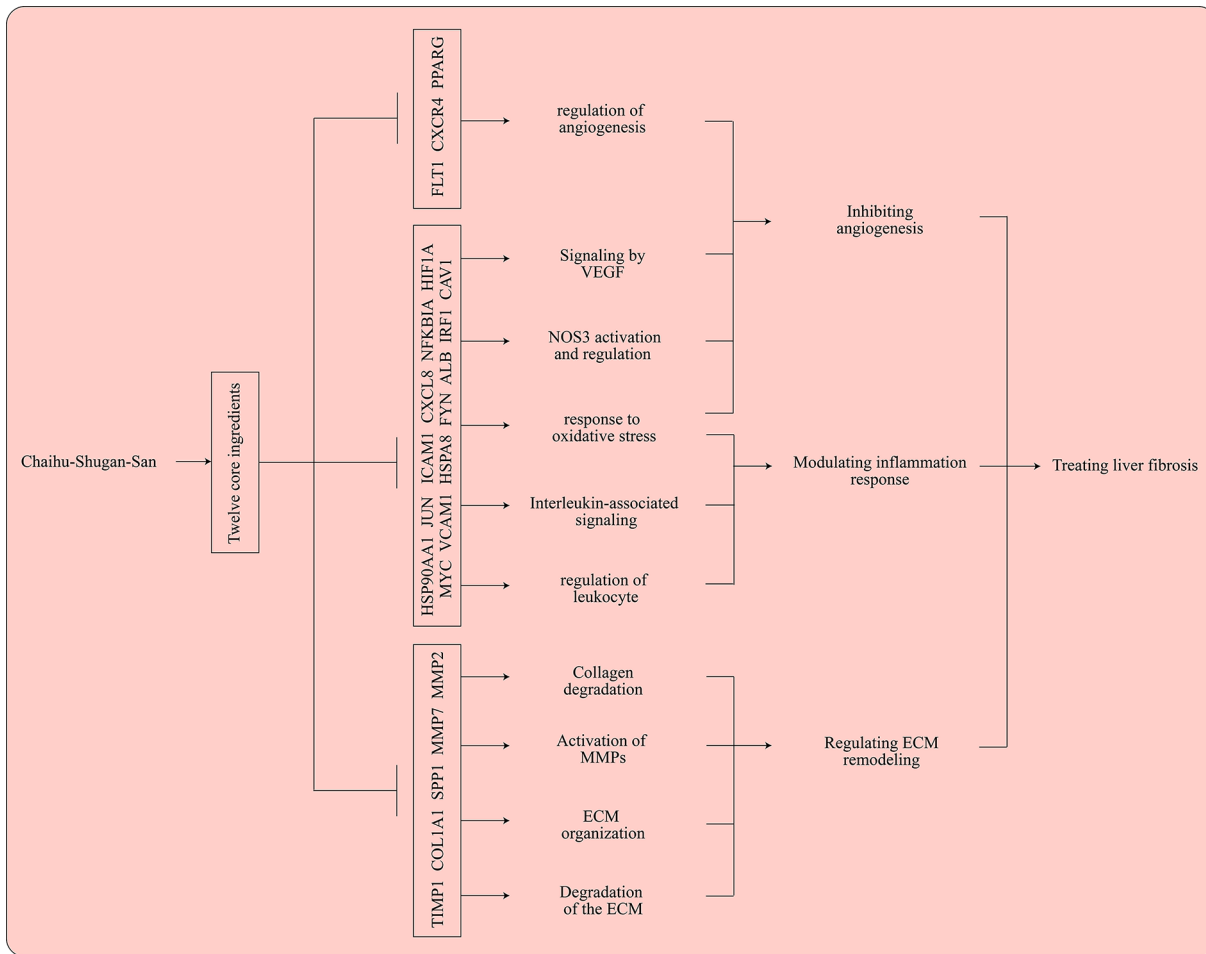 Chaihu-Shugan-San
Twelve core ingredients
FLT1 CXCR4 PPARG
HSP90AA1 JUN ICAM1 CXCL8 NFKBIA HIF1A
MYC VCAM1 HSPA8 FYN ALB IRF1 CAV1
TIMP1 COL1A1 SPP1 MMP7 MMP2
regulation of
angiogenesis
Signaling by
VEGF
NOS3 activation
and regulation
response to
oxidative stress
Interleukin-associated
signaling
regulation of
leukocyte
Collagen
degradation
Activation of
MMPs
ECM
organization
Degradation
of the ECM
Inhibiting
angiogenesis
Modulating inflammation
response
Regulating ECM
remodeling
Treating liver fibrosis